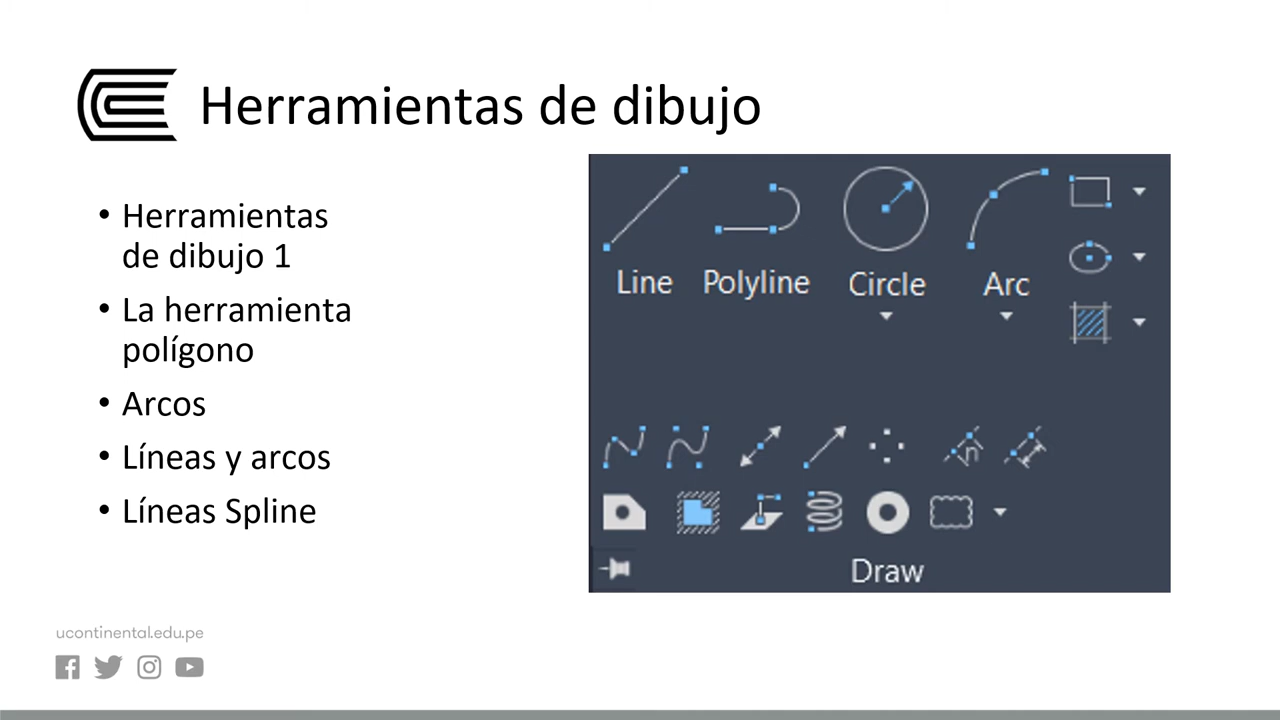 Herramientas de dibujo
• Herramientas
de dibujo 1
• La herramienta
polígono
• Arcos
• Líneas y arcos
• Líneas Spline
Line
Polyline
Circle
Arc
Draw
ucontinental.edu.pe